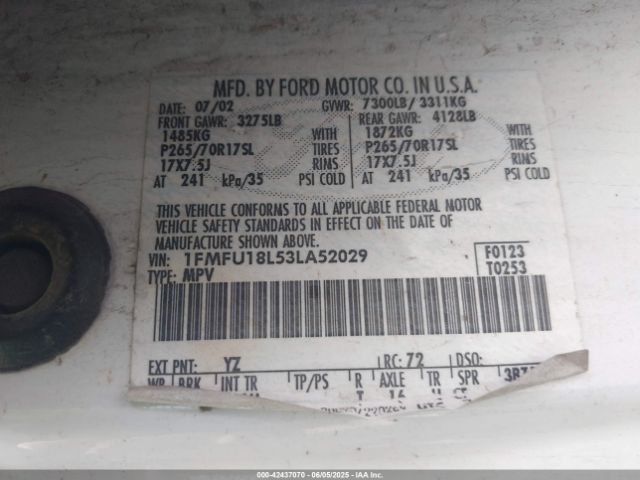 MFD. BY FORD MOTOR CO. IN U.S.A.
DATE: 07/02 GVWR: 7300LB/ 3311KG
FRONT GAWR: 3275LB REAR GAWR: 4128LB
1485KG WITH 1872KG WITH
P265/70R17SL TIRES P265/70R17SL TIRES
17X7.5J RIMS 17X7.5J RIMS
AT 241 kPa/35 PSI COLD AT 241 kPa/35 PSI COLD
THIS VEHICLE CONFORMS TO ALL APPLICABLE FEDERAL MOTOR
VEHICLE SAFETY STANDARDS IN EFFECT ON THE DATE OF
MANUFACTURE SHOWN ABOVE.
VIN: 1FMFU18L53LA52029 F0123
TYPE: MPV T0253
EXT PNT: YZ RC: 72 DSO:
WB BRK INT TR TP/PS R AXLE TR SPR
T 16
000-42437070 - 06/05/2025 - IAAI.COM